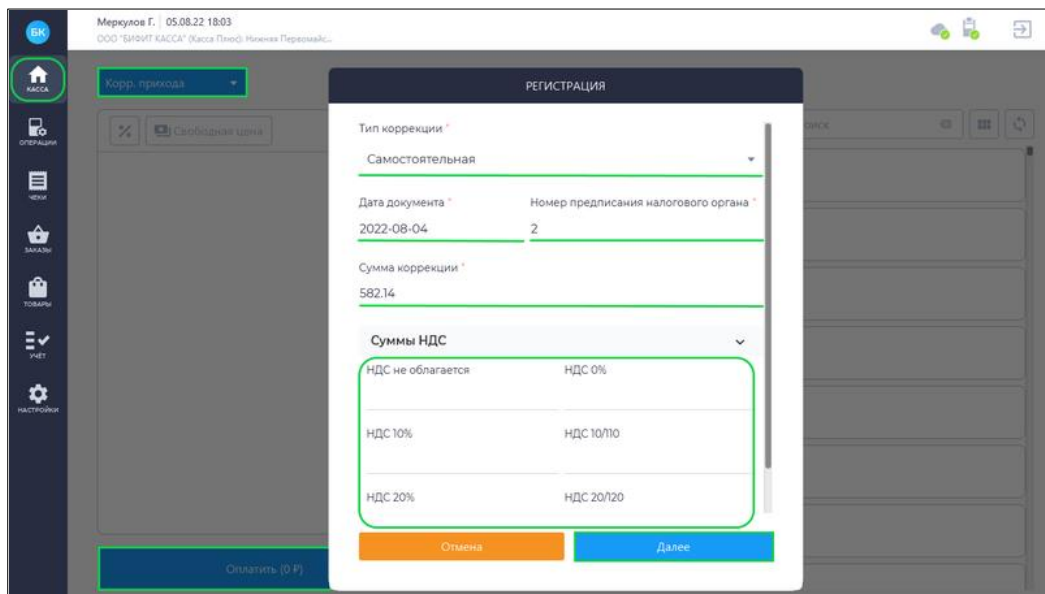 БК
Меркулов Г. | 05.08.22 18:03
ООО "БИФИТ КАССА" (Касса Плюс): Нижняя Первомайс...
КАССА
ОПЕРАЦИИ
ЧЕКИ
ЗАКАЗЫ
ТОВАРЫ
УЧЁТ
НАСТРОЙКИ
Корр. прихода
Свободная цена
РЕГИСТРАЦИЯ
Тип коррекции *
Самостоятельная
Дата документа * Номер предписания налогового органа *
2022-08-04 2
Сумма коррекции *
582.14
Суммы НДС
НДС не облагается НДС 0%
НДС 10% НДС 10/110
НДС 20% НДС 20/120
Отмена Далее
Оплатить (0 ₽)